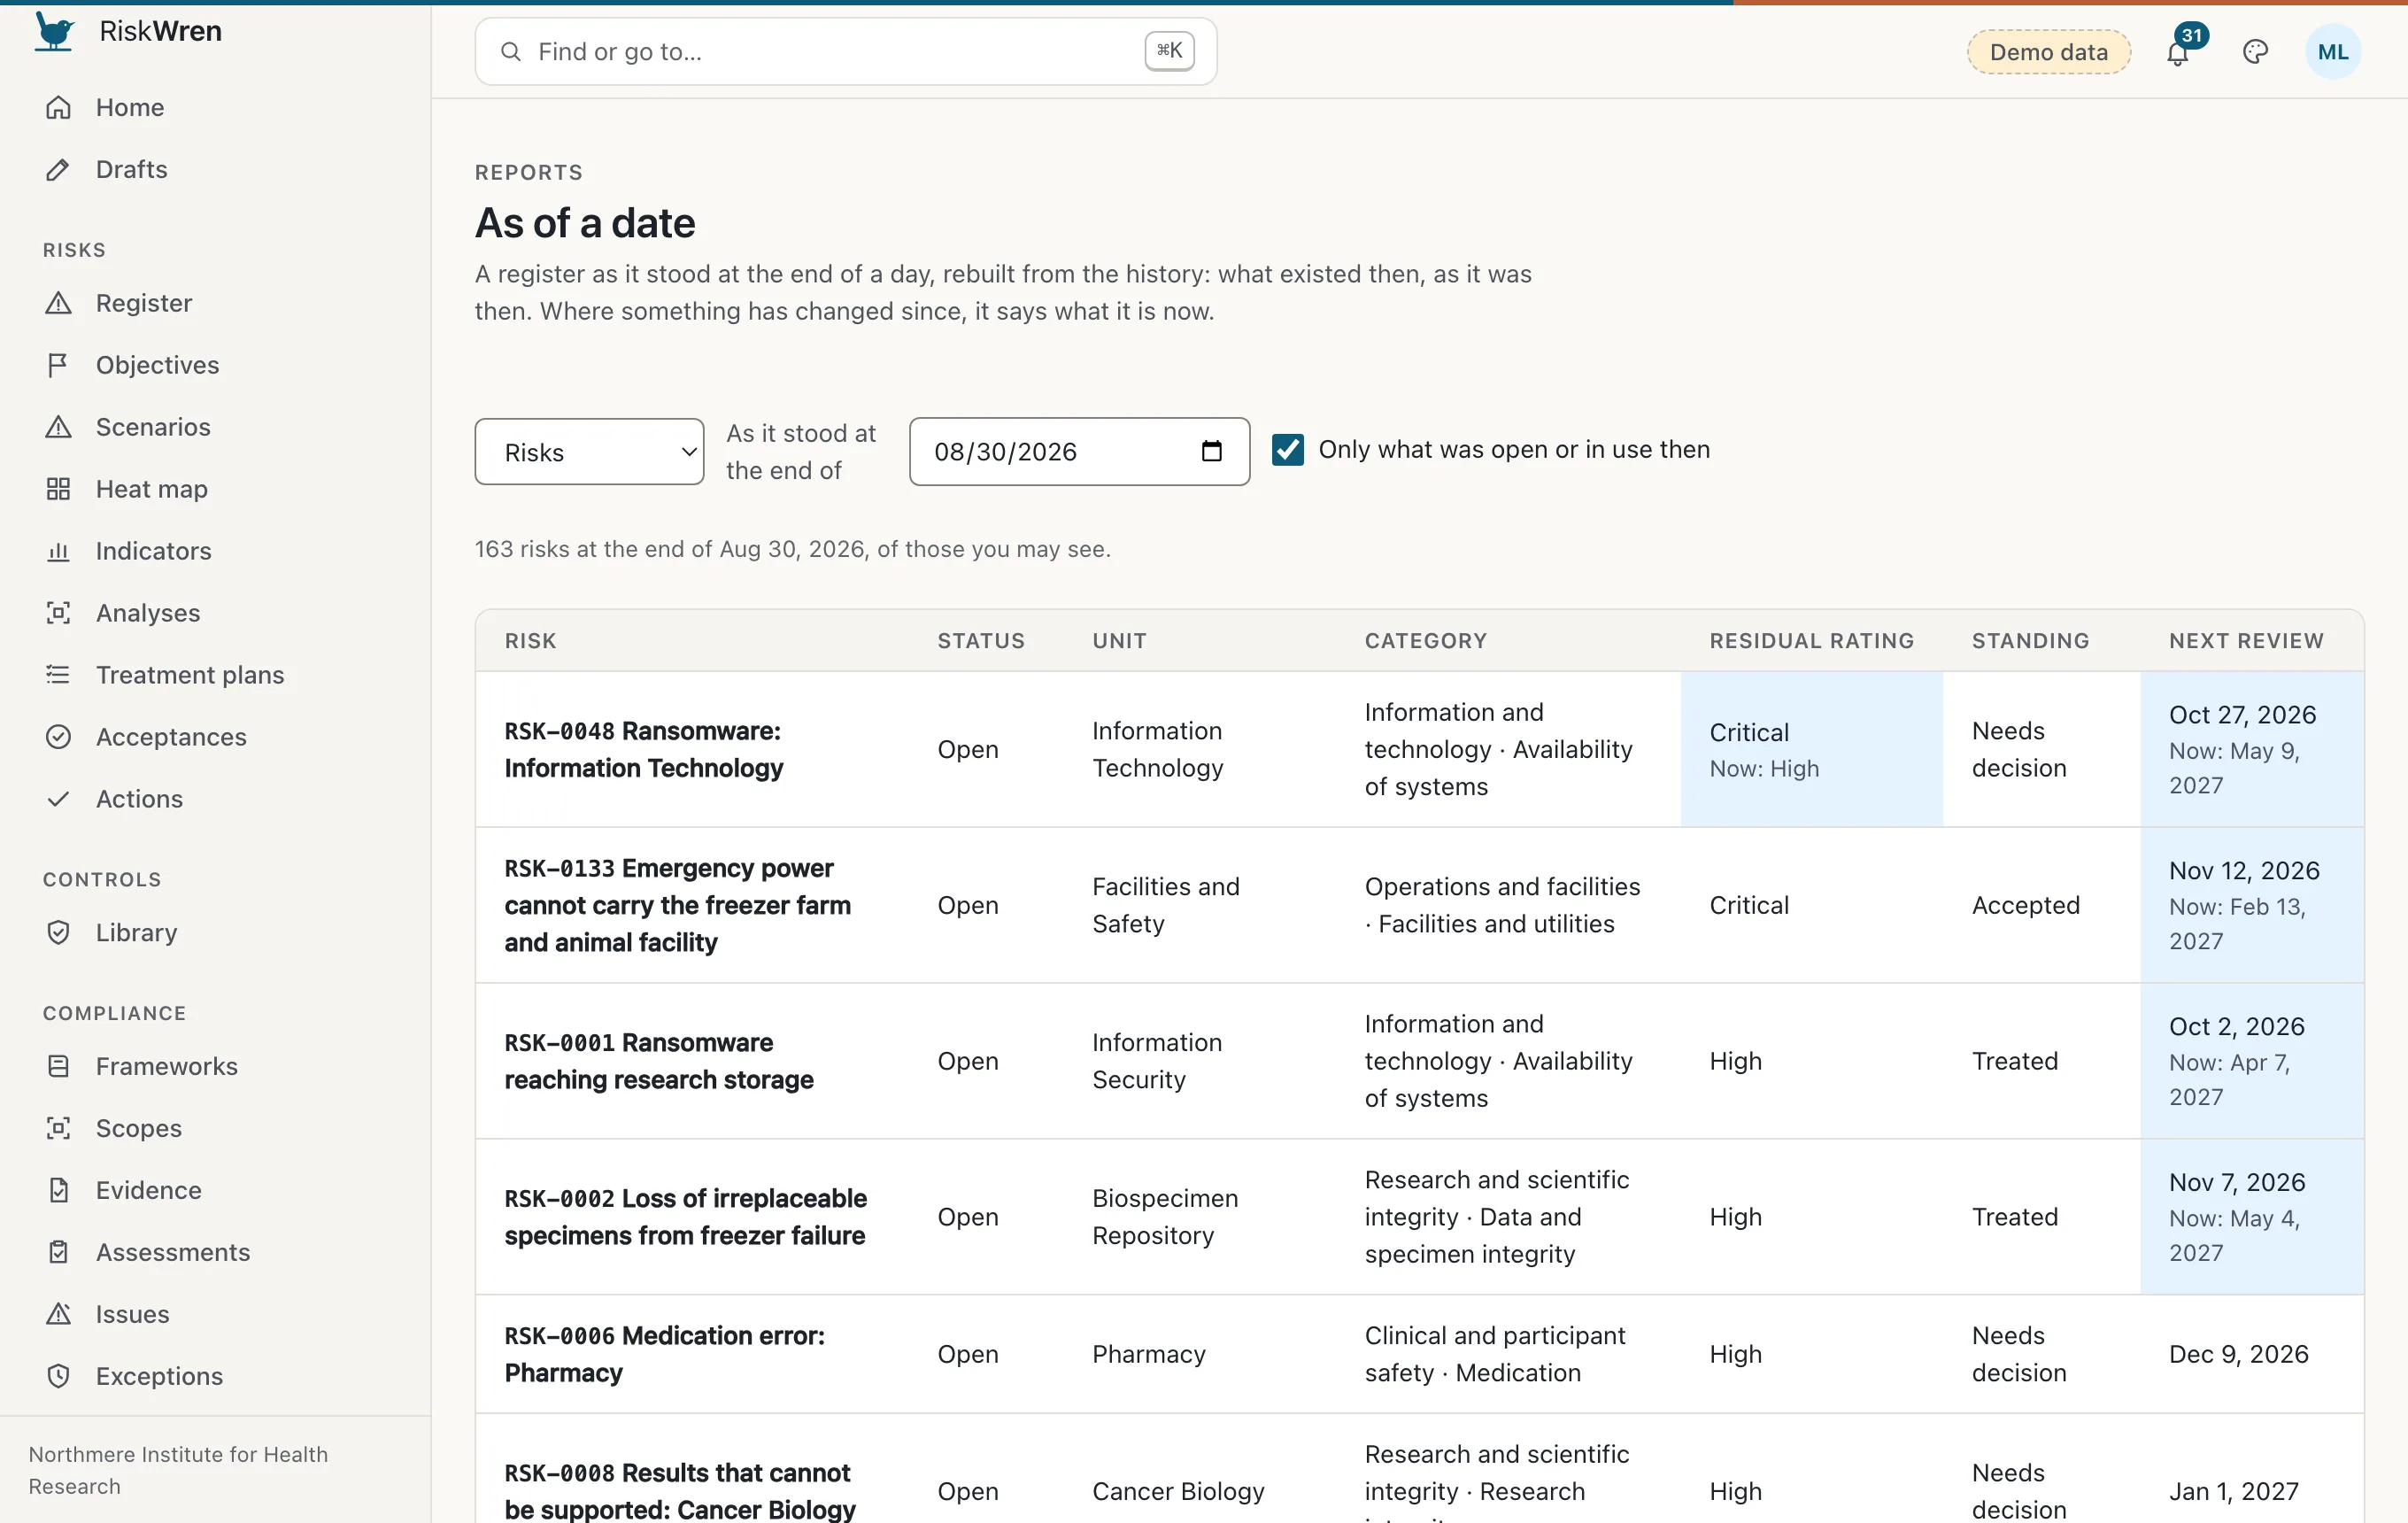 RiskWren
Find or go to...
⌘K
Demo data
31
ML
Home
Drafts
RISKS
Register
Objectives
Scenarios
Heat map
Indicators
Analyses
Treatment plans
Acceptances
Actions
CONTROLS
Library
COMPLIANCE
Frameworks
Scopes
Evidence
Assessments
Issues
Exceptions
Northmere Institute for Health
Research
REPORTS
As of a date
A register as it stood at the end of a day, rebuilt from the history: what existed then, as it was
then. Where something has changed since, it says what it is now.
Risks
As it stood at
the end of
08/30/2026
Only what was open or in use then
163 risks at the end of Aug 30, 2026, of those you may see.
RISK STATUS UNIT CATEGORY RESIDUAL RATING STANDING NEXT REVIEW
RSK-0048 Ransomware:
Information Technology
Open
Information
Technology
Information and
technology · Availability
of systems
Critical
Now: High
Needs
decision
Oct 27, 2026
Now: May 9,
2027
RSK-0133 Emergency power
cannot carry the freezer farm
and animal facility
Open
Facilities and
Safety
Operations and facilities
· Facilities and utilities
Critical
Accepted
Nov 12, 2026
Now: Feb 13,
2027
RSK-0001 Ransomware
reaching research storage
Open
Information
Security
Information and
technology · Availability
of systems
High
Treated
Oct 2, 2026
Now: Apr 7,
2027
RSK-0002 Loss of irreplaceable
specimens from freezer failure
Open
Biospecimen
Repository
Research and scientific
integrity · Data and
specimen integrity
High
Treated
Nov 7, 2026
Now: May 4,
2027
RSK-0006 Medication error:
Pharmacy
Open
Pharmacy
Clinical and participant
safety · Medication
High
Needs
decision
Dec 9, 2026
RSK-0008 Results that cannot
be supported: Cancer Biology
Open
Cancer Biology
Research and scientific
integrity · Research
High
Needs
decision
Jan 1, 2027